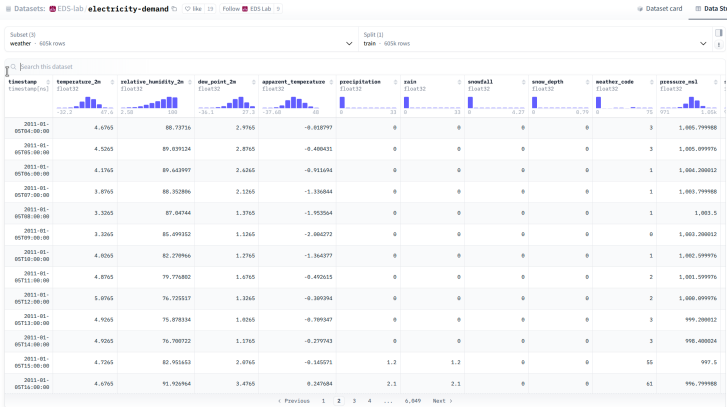 Datasets: EDS-lab / electricity-demand like 19 Follow EDS Lab 9 Dataset card Data St
Subset (3) Split (1)
weather · 605k rows train · 605k rows
Search this dataset
timestamp temperature_2m relative_humidity_2m dew_point_2m apparent_temperature precipitation rain snowfall snow_depth weather_code pressure_msl
timestamp[ns] float32 float32 float32 float32 float32 float32 float32 float32 float32 float32
-32.2 47.6 2.58 100 -36.1 27.3 -37.68 48 0 33 0 33 0 4.27 0 8.79 0 75 971
2011-01-05T04:00:00 4.6765 88.73716 2.9765 -0.018797 0 0 0 0 3 1,005.799988
2011-01-05T05:00:00 4.5265 89.039124 2.8765 -0.400431 0 0 0 0 3 1,005.099976
2011-01-05T06:00:00 4.1765 89.643997 2.6265 -0.911694 0 0 0 0 1 1,004.200012
2011-01-05T07:00:00 3.8765 88.352806 2.1265 -1.336844 0 0 0 0 1 1,003.799988
2011-01-05T08:00:00 3.3265 87.04744 1.3765 -1.953564 0 0 0 0 1 1,003.5
2011-01-05T09:00:00 3.3265 85.499352 1.1265 -2.084272 0 0 0 0 0 1,003.200012
2011-01-05T10:00:00 4.0265 82.270966 1.2765 -1.364377 0 0 0 0 1 1,002.599976
2011-01-05T11:00:00 4.8765 79.776802 1.6765 -0.492615 0 0 0 0 2 1,001.599976
2011-01-05T12:00:00 5.0765 76.725517 1.3265 -0.309394 0 0 0 0 2 1,000.099976
2011-01-05T13:00:00 4.9265 75.878334 1.0265 -0.709347 0 0 0 0 3 999.200012
2011-01-05T14:00:00 4.9265 76.700722 1.1765 -0.279743 0 0 0 0 3 998.400024
2011-01-05T15:00:00 4.7265 82.951653 2.0765 -0.145571 1.2 1.2 0 0 55 997.5
2011-01-05T16:00:00 4.6765 91.926964 3.4765 0.247684 2.1 2.1 0 0 61 996.799988
< Previous 1 2 3 4 ... 6,049 Next >